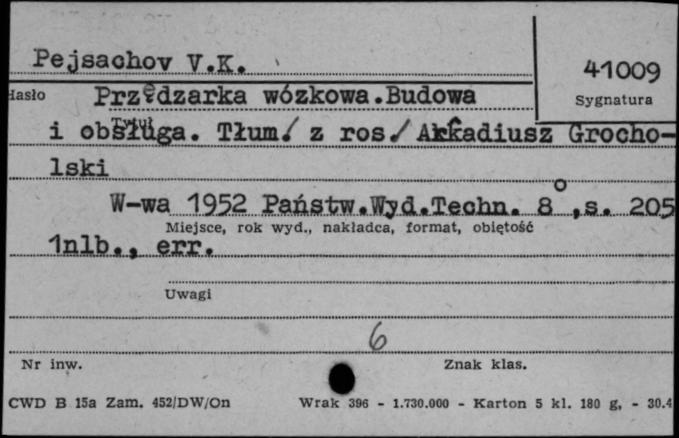 Pejsachov V.K.
41009
Hasło Przędzarka wózkowa.Budowa
Sygnatura
Tytuł
i obsługa. Tłum./ z ros./ Arkadiusz Grocho-
lski
W-wa 1952 Państw.Wyd.Techn. 8°,s. 205
Miejsce, rok wyd., nakładca, format, objętość
1nlb., err.
Uwagi
6
Nr inw. Znak klas.
CWD B 15a Zam. 452/DW/On Wrak 396 - 1.730.000 - Karton 5 kl. 180 g, - 30.4